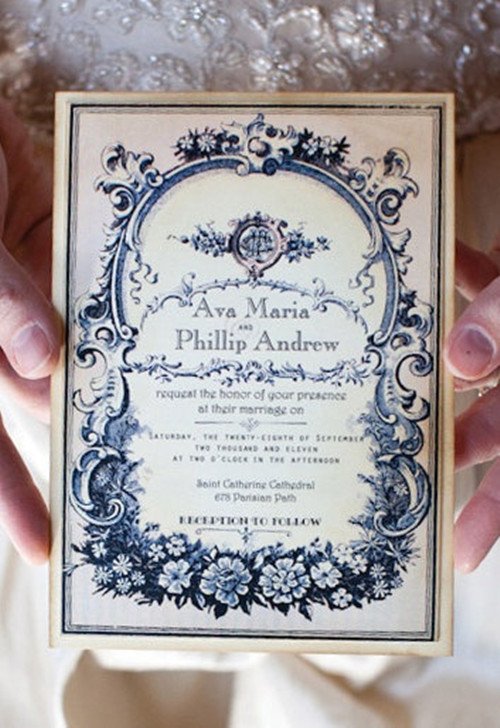 Ava Maria
AND
Phillip Andrew
request the honor of your presence
at their marriage on
SATURDAY, THE TWENTY-EIGHTH OF SEPTEMBER
TWO THOUSAND AND ELEVEN
AT TWO O'CLOCK IN THE AFTERNOON
Saint Catherine Cathedral
678 Parisian Path
RECEPTION TO FOLLOW